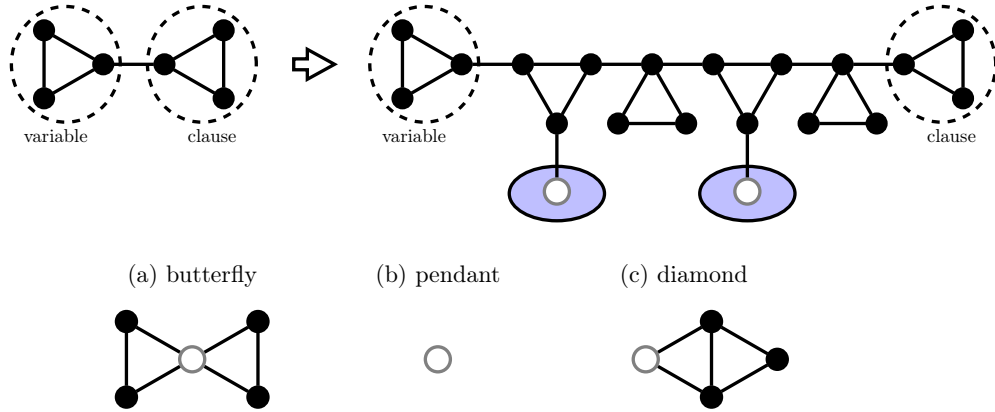 variable clause variable clause
(a) butterfly (b) pendant (c) diamond